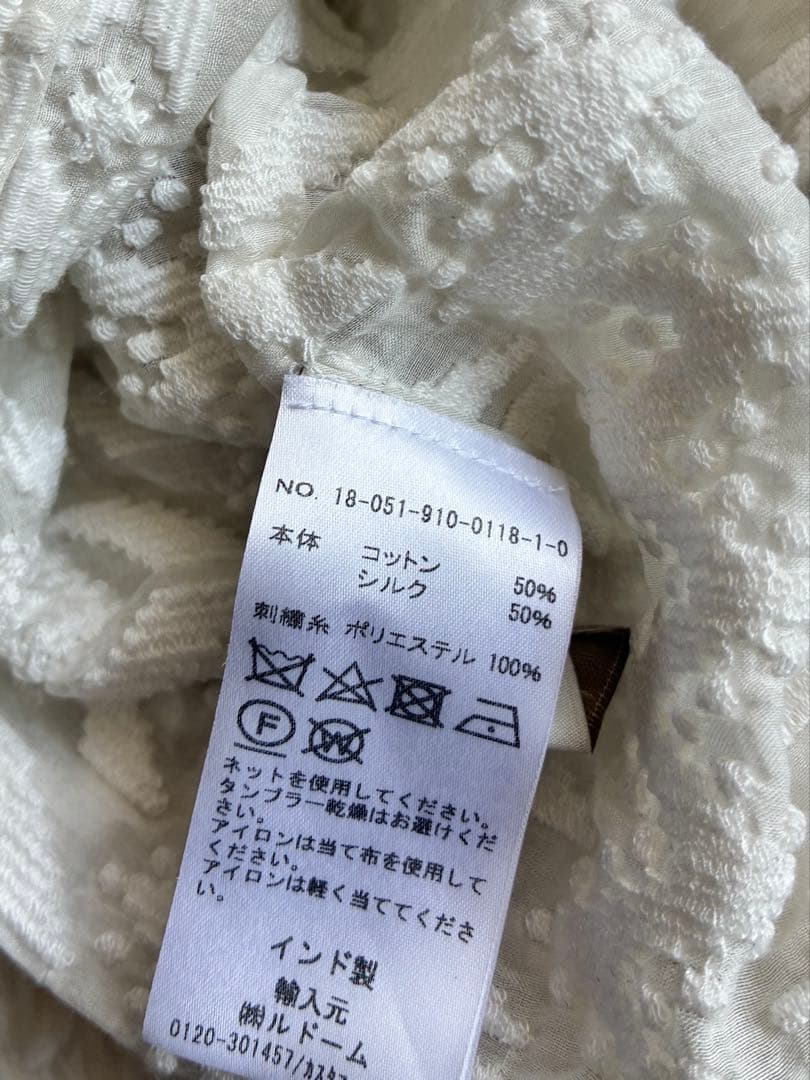 NO. 18-051-910-0118-1-0
本体 コットン 50%
シルク 50%
刺繍糸 ポリエステル 100%
F W
ネットを使用してください。
タンブラー乾燥はお避けくだ
さい。
アイロンは当て布を使用して
ください。
アイロンは軽く当ててくださ
い。
インド製
輸入元
㈱ルドーム
0120-301457/カスタ